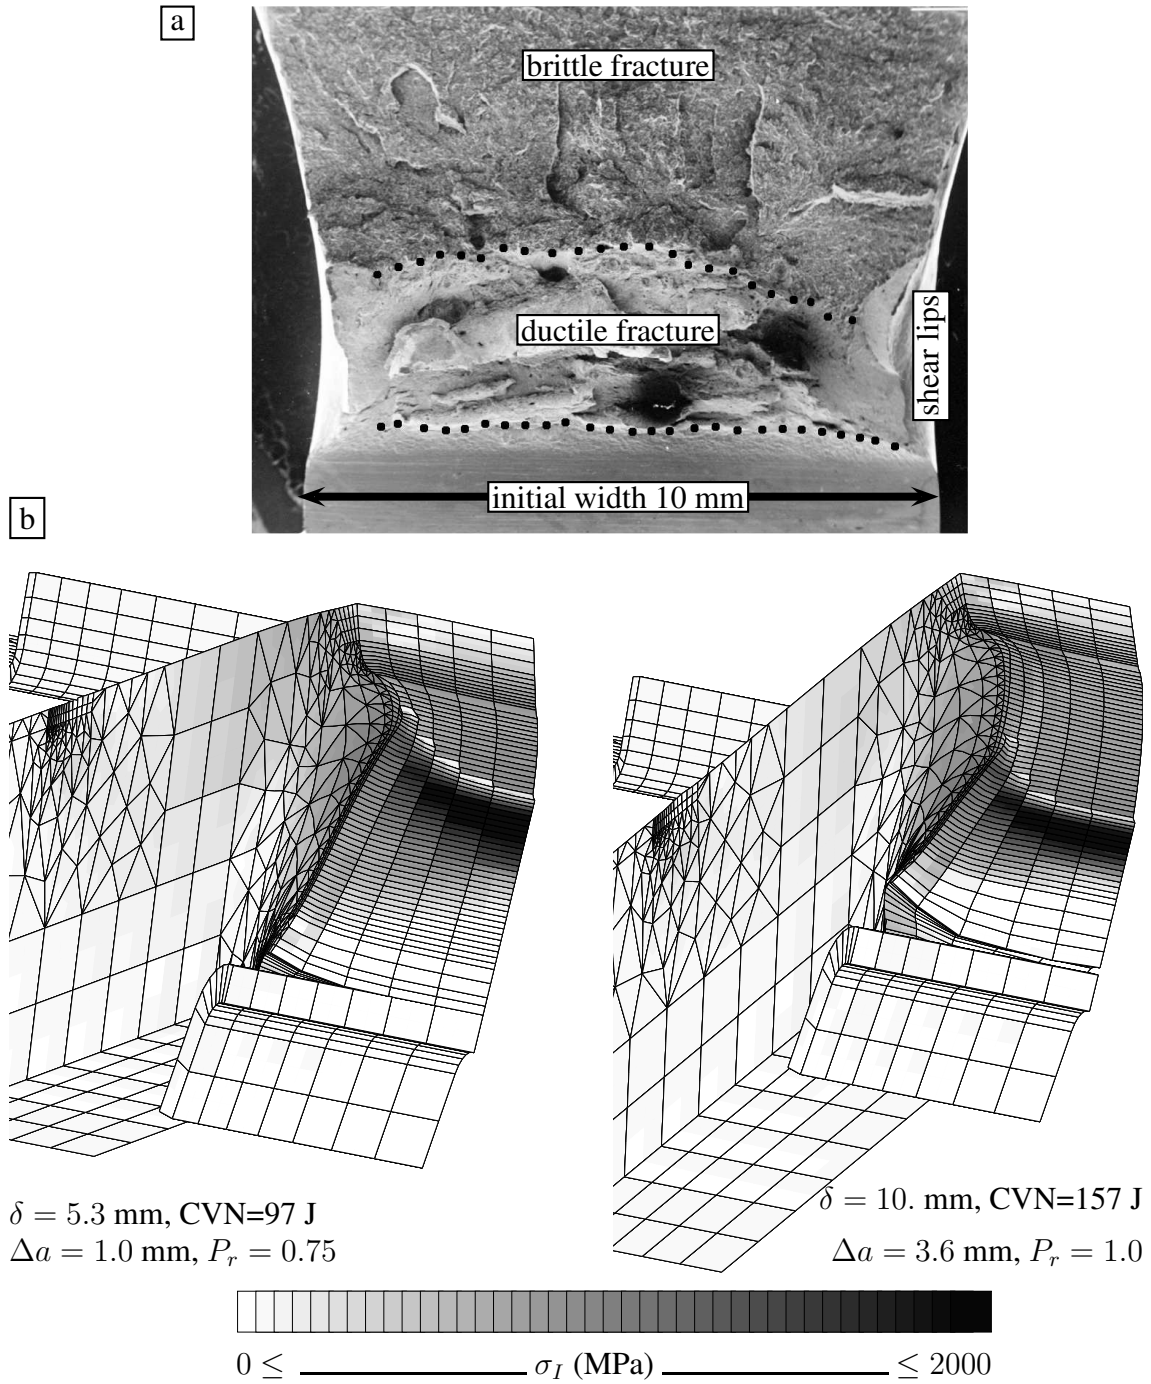 a
brittle fracture
ductile fracture
shear lips
initial width 10 mm
b
δ = 5.3 mm, CVN=97 J
Δa = 1.0 mm, P_r = 0.75
δ = 10. mm, CVN=157 J
Δa = 3.6 mm, P_r = 1.0
0 ≤ σ_I (MPa) ≤ 2000